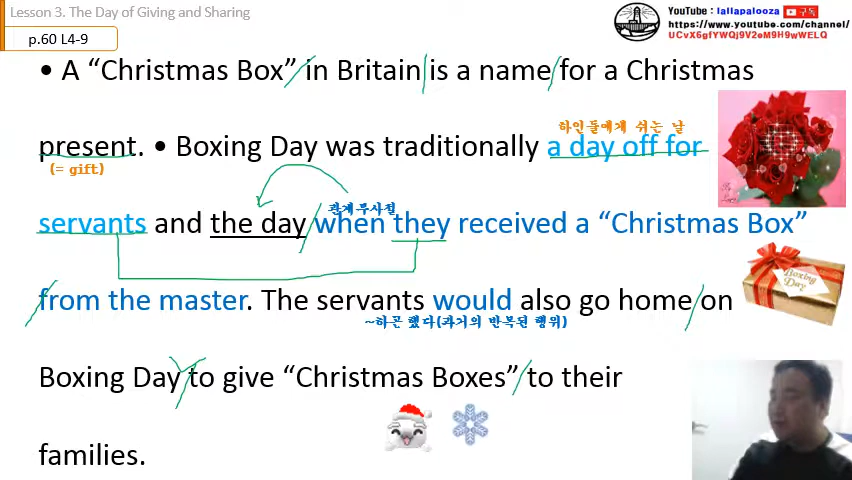 Lesson 3. The Day of Giving and Sharing
p.60 L4-9
YouTube : lallapalooza 구독
https://www.youtube.com/channel/
UCvX6gfYWQj9V2eM9H9wWELQ
• A “Christmas Box” in Britain is a name for a Christmas
하인들에게 쉬는 날
present. • Boxing Day was traditionally a day off for
(= gift)
관계부사절
servants and the day when they received a “Christmas Box”
from the master. The servants would also go home on
~하곤 했다(과거의 반복된 행위)
Boxing Day to give “Christmas Boxes” to their
families.
Boxing
Day